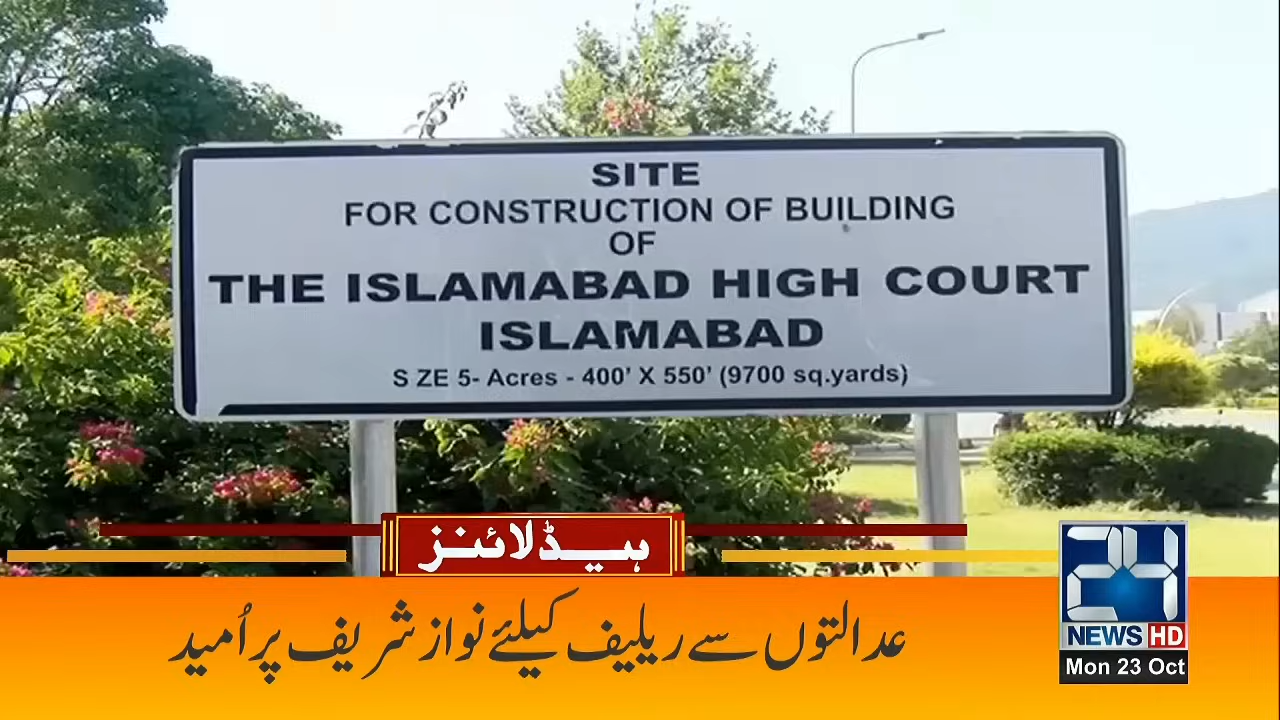 SITE
FOR CONSTRUCTION OF BUILDING
OF
THE ISLAMABAD HIGH COURT
ISLAMABAD
S ZE 5- Acres - 400' X 550' (9700 sq.yards)
ہیڈلائنز
عدالتوں سے ریلیف کیلئے نواز شریف پر اُمید
24
NEWS HD
Mon 23 Oct